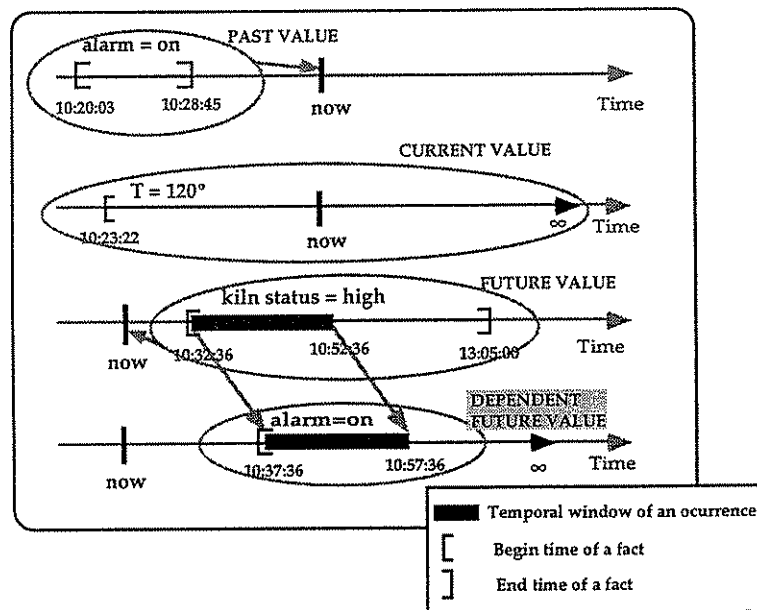 alarm = on
PAST VALUE
10:20:03
10:28:45
now
Time
CURRENT VALUE
T = 120°
10:23:22
now
∞
Time
FUTURE VALUE
kiln status = high
now
10:32:36
10:52:36
13:05:00
Time
DEPENDENT
FUTURE VALUE
alarm=on
now
10:37:36
10:57:36
∞
Time
Temporal window of an ocurrence
[ Begin time of a fact
] End time of a fact